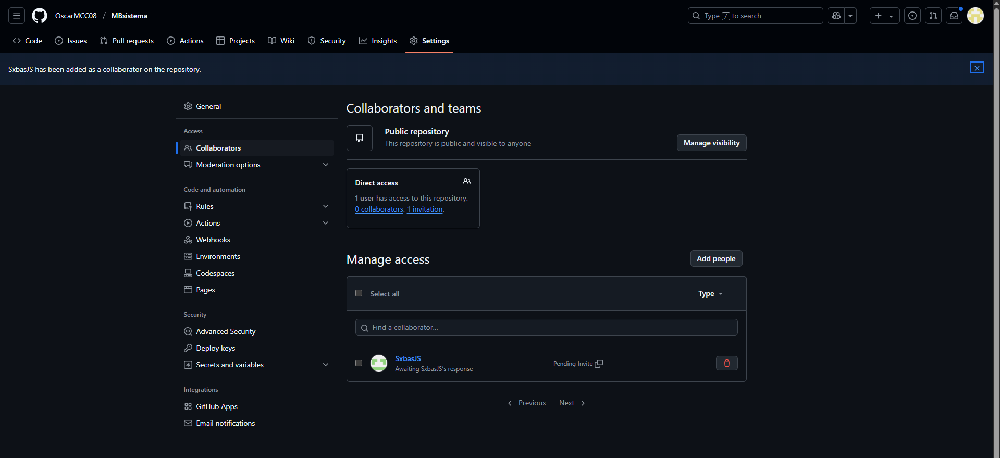 OscarMCC08 / MBsistema
Type / to search
Code Issues Pull requests Actions Projects Wiki Security Insights Settings
SxbasJS has been added as a collaborator on the repository.
General
Access
Collaborators
Moderation options
Code and automation
Rules
Actions
Webhooks
Environments
Codespaces
Pages
Security
Advanced Security
Deploy keys
Secrets and variables
Integrations
GitHub Apps
Email notifications
Collaborators and teams
Public repository
This repository is public and visible to anyone
Manage visibility
Direct access
1 user has access to this repository.
0 collaborators. 1 invitation.
Manage access
Add people
Select all
Type
Find a collaborator...
SxbasJS
Awaiting SxbasJS's response
Pending Invite
Previous Next